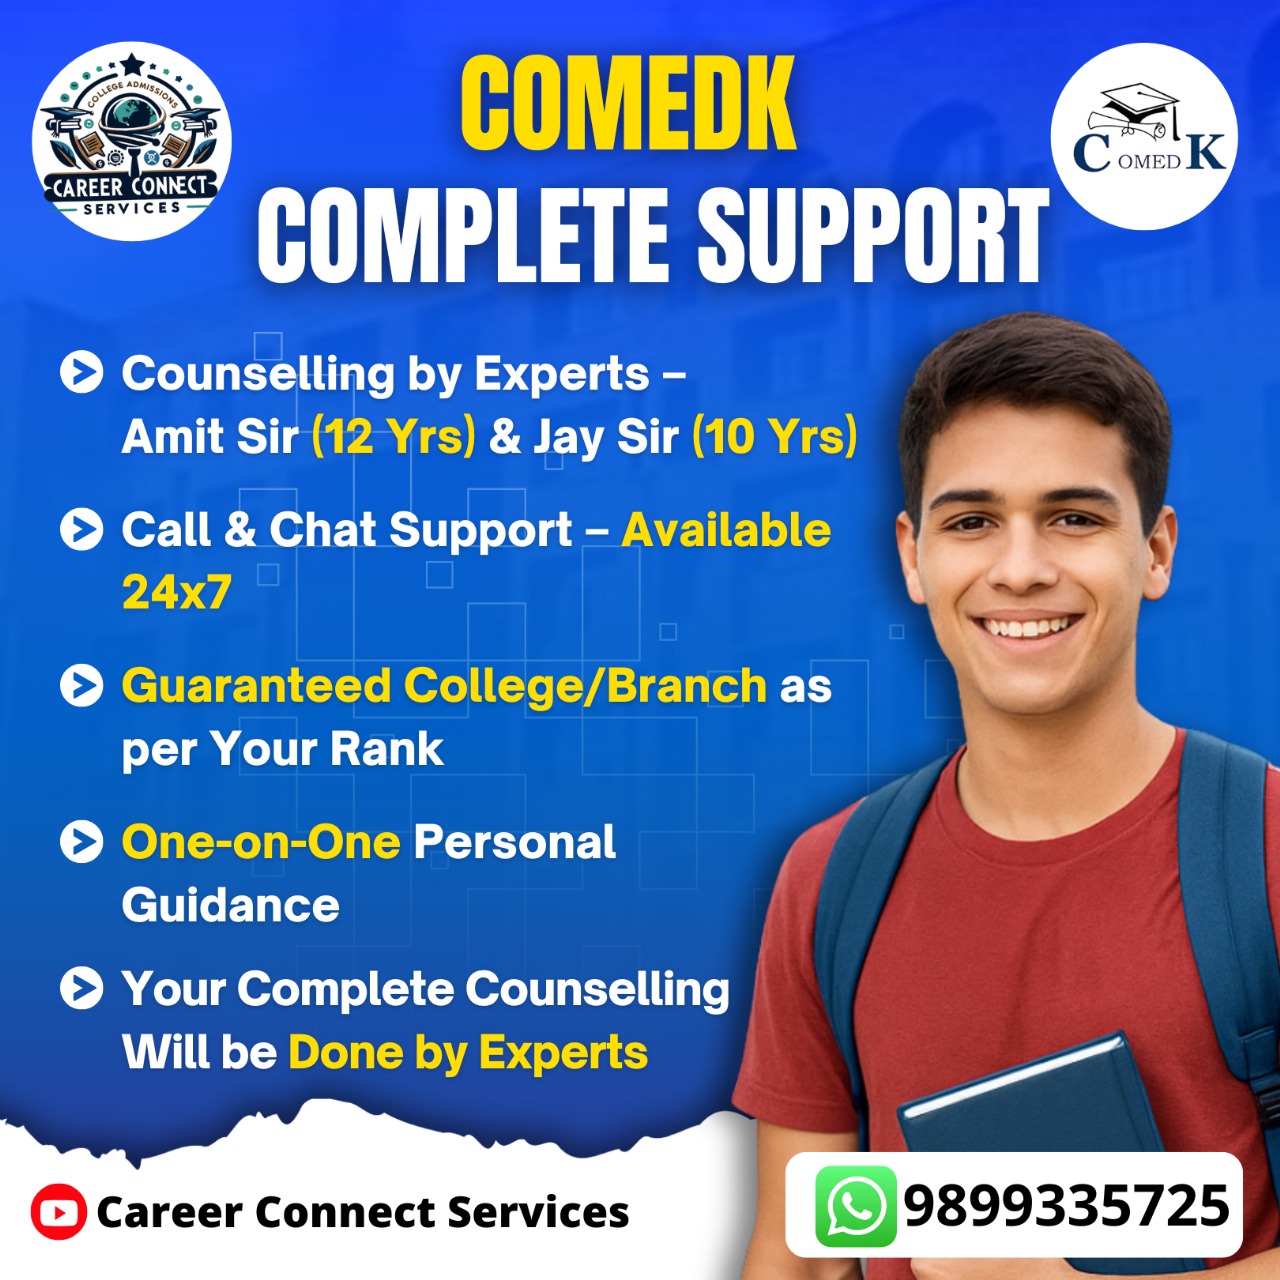 COLLEGE ADMISSIONS
CAREER CONNECT
SERVICES
COMEDK
COMPLETE SUPPORT
COMEDK
Counselling by Experts –
Amit Sir (12 Yrs) & Jay Sir (10 Yrs)
Call & Chat Support – Available
24x7
Guaranteed College/Branch as
per Your Rank
One-on-One Personal
Guidance
Your Complete Counselling
Will be Done by Experts
Career Connect Services
9899335725